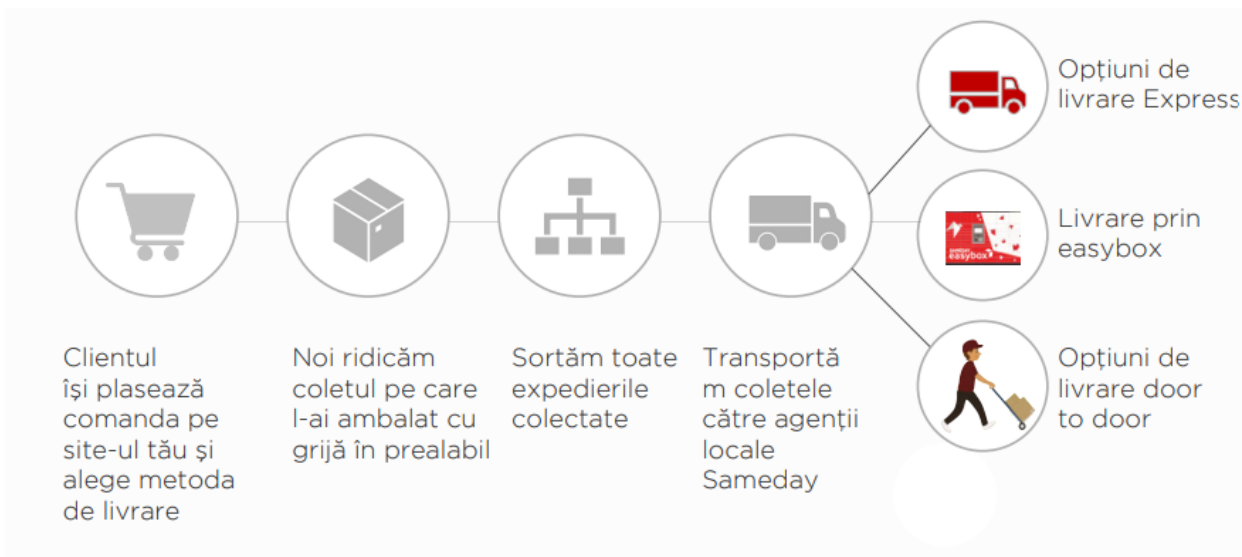 Opțiuni de
livrare Express
SAMEDAY
easybox
Livrare prin
easybox
Clientul
își plasează
comanda pe
site-ul tău și
alege metoda
de livrare
Noi ridicăm
coletul pe care
l-ai ambalat cu
grijă în prealabil
Sortăm toate
expedierile
colectate
Transportă
m coletele
către agenții
locale
Sameday
Opțiuni de
livrare door
to door